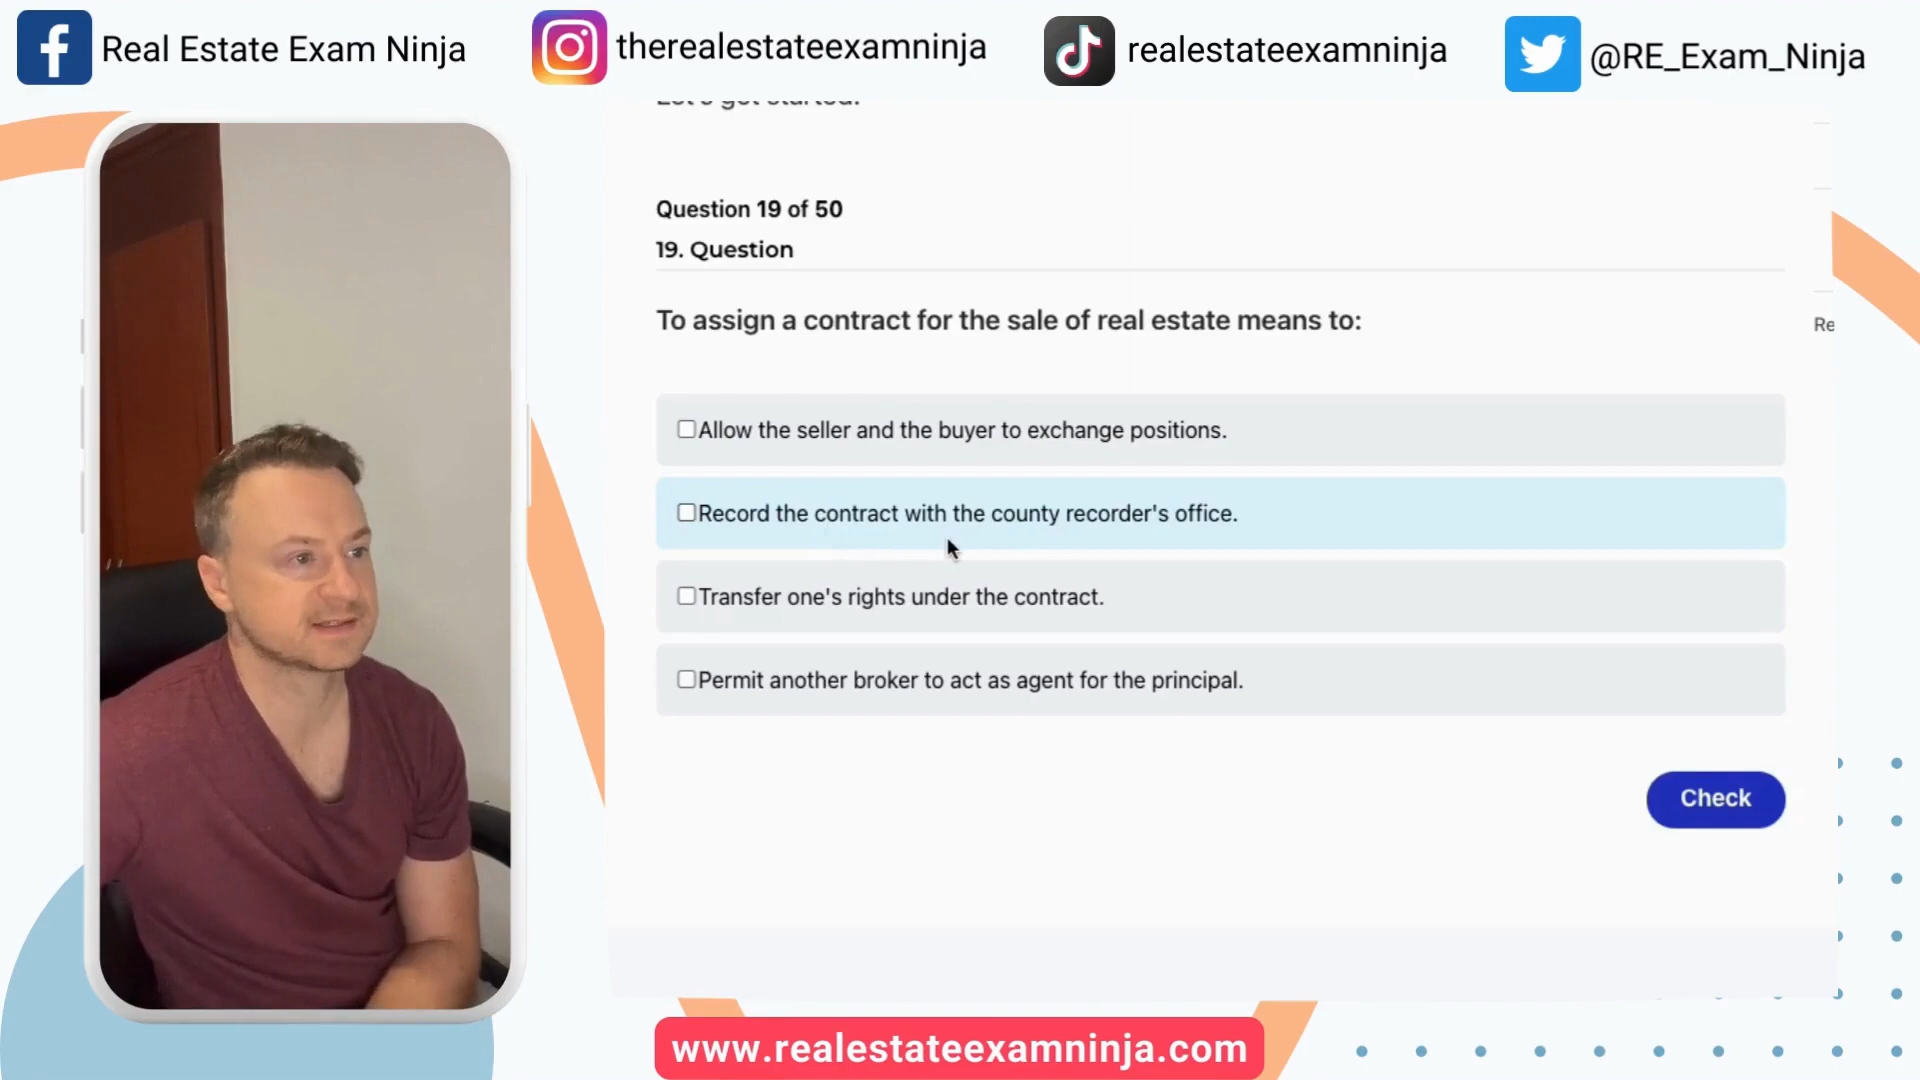 Real Estate Exam Ninja
therealestateexamninja
realestateexamninja
@RE_Exam_Ninja
Let's get started!
Question 19 of 50
19. Question
To assign a contract for the sale of real estate means to:
Re
Allow the seller and the buyer to exchange positions.
Record the contract with the county recorder's office.
Transfer one's rights under the contract.
Permit another broker to act as agent for the principal.
Check
www.realestateexamninja.com